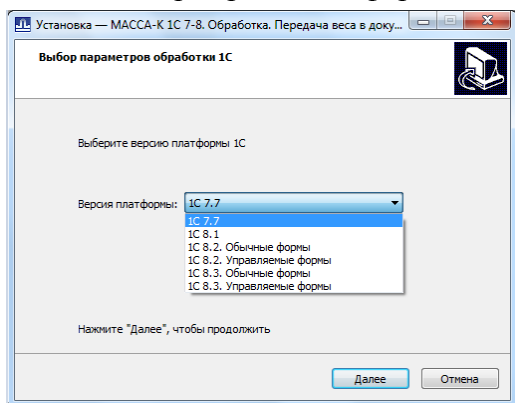 Установка — МАССА-К 1С 7-8. Обработка. Передача веса в доку...
Выбор параметров обработки 1С
Выберите версию платформы 1С
Версия платформы: 1С 7.7
1С 7.7
1С 8.1
1С 8.2. Обычные формы
1С 8.2. Управляемые формы
1С 8.3. Обычные формы
1С 8.3. Управляемые формы
Нажмите "Далее", чтобы продолжить
Далее Отмена